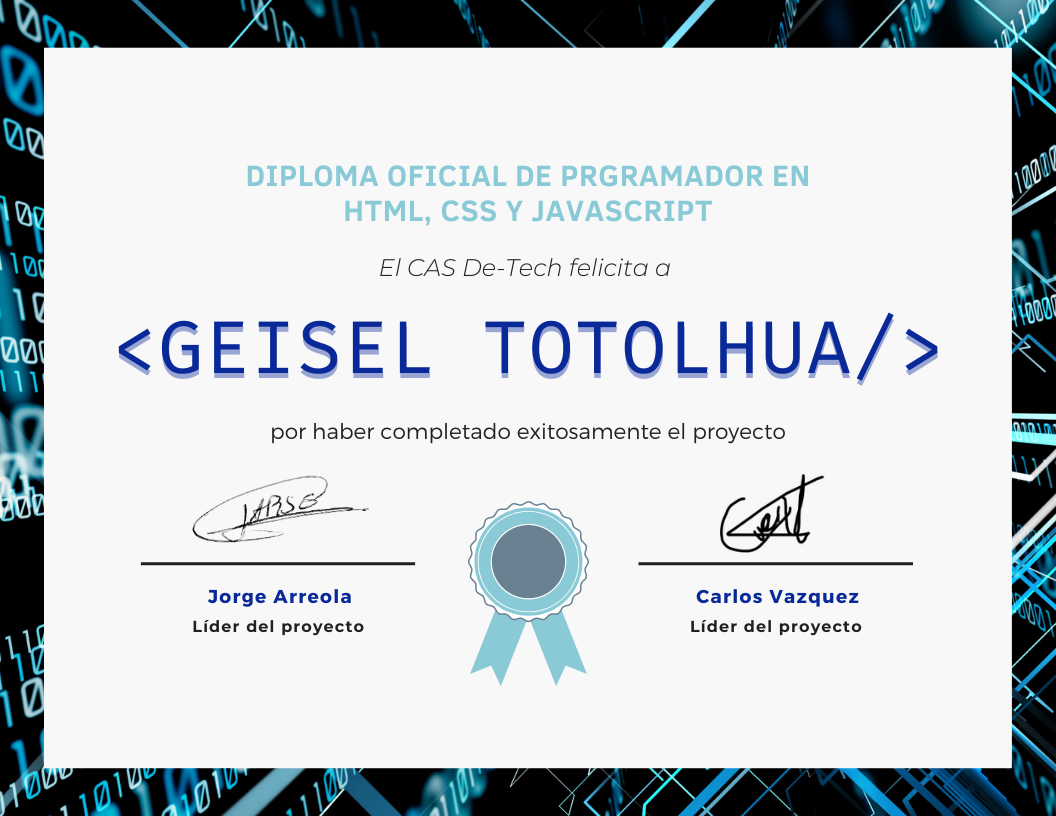 DIPLOMA OFICIAL DE PRGRAMADOR EN
HTML, CSS Y JAVASCRIPT
El CAS De-Tech felicita a
<GEISEL TOTOLHUA/>
por haber completado exitosamente el proyecto
Jorge Arreola
Líder del proyecto
Carlos Vazquez
Líder del proyecto